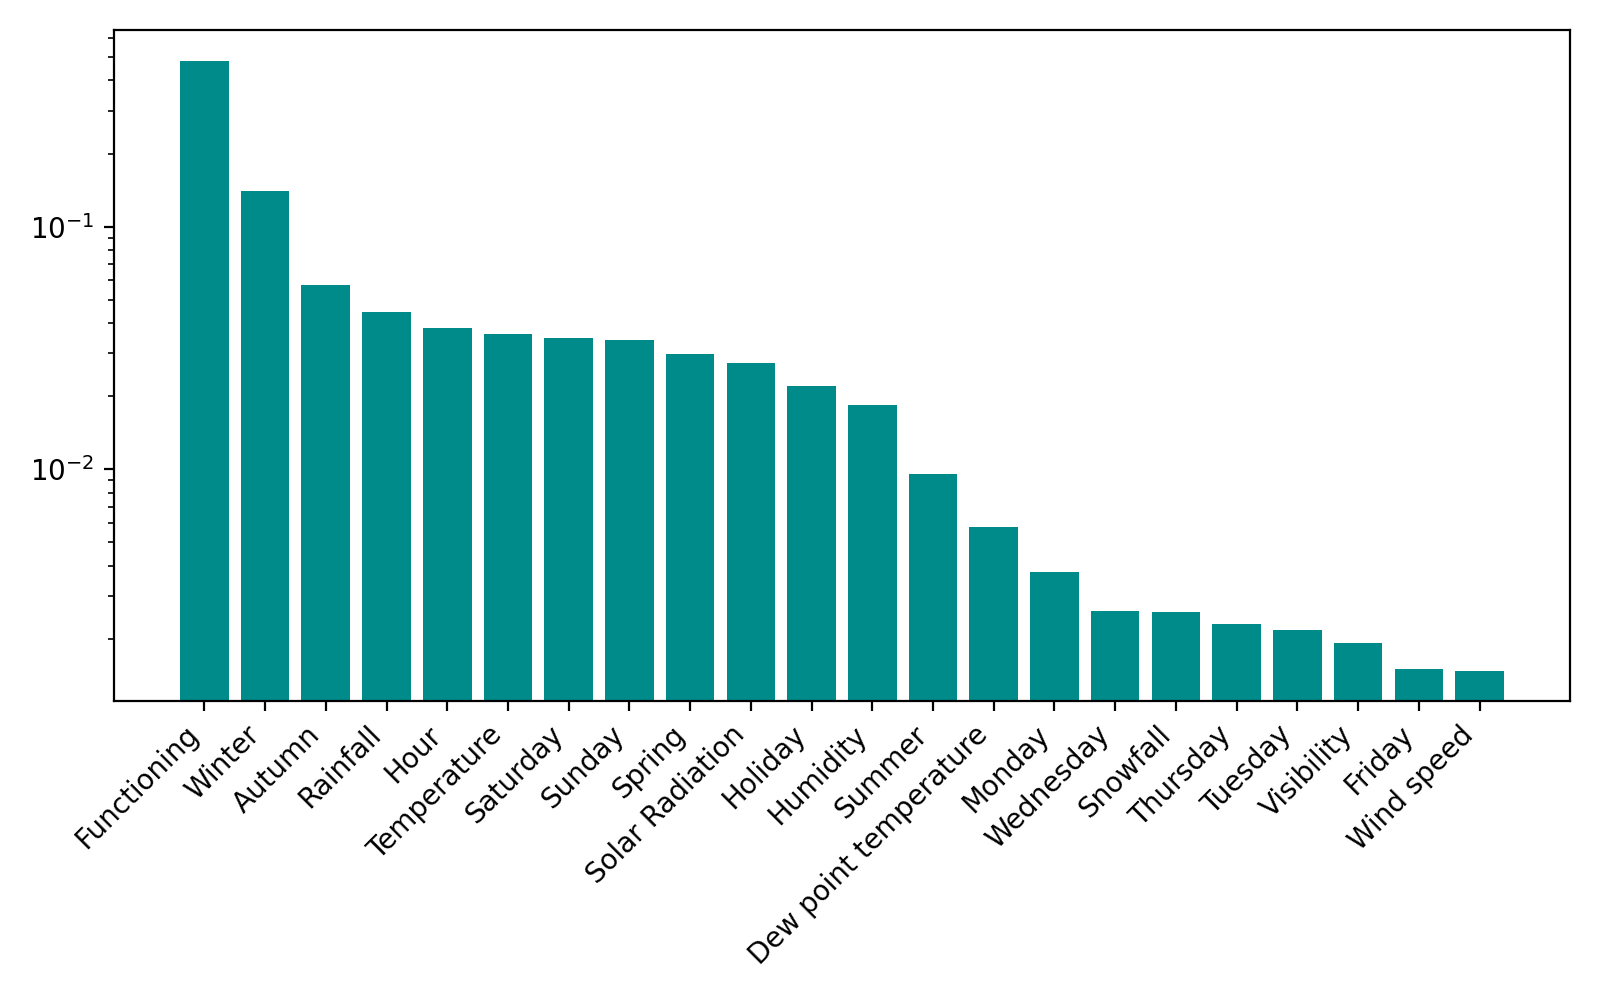 10⁻¹
10⁻²
Functioning
Winter
Autumn
Rainfall
Hour
Temperature
Saturday
Sunday
Spring
Solar Radiation
Holiday
Humidity
Summer
Dew point temperature
Monday
Wednesday
Snowfall
Thursday
Tuesday
Visibility
Friday
Wind speed